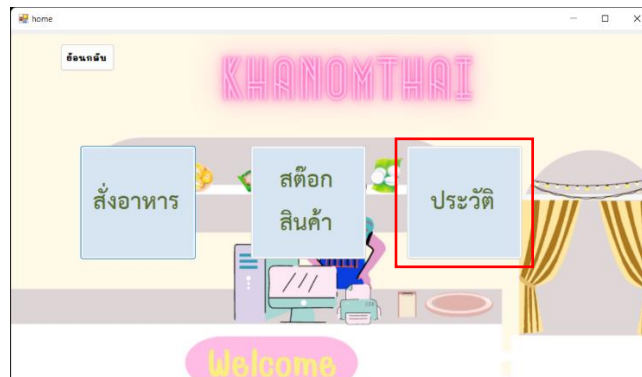 home
ย้อนกลับ
KHANOMTHAI
สั่งอาหาร
สต๊อก
สินค้า
ประวัติ
Welcome